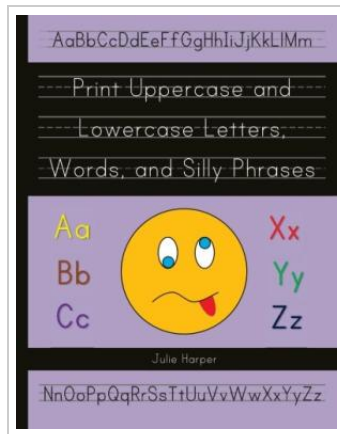 AaBbCcDdEeFfGgHhIiJjKkLlMm
Print Uppercase and
Lowercase Letters,
Words, and Silly Phrases
Aa Xx
Bb Yy
Cc Zz
Julie Harper
NnOoPpQqRrSsTtUuVvWwXxYyZz